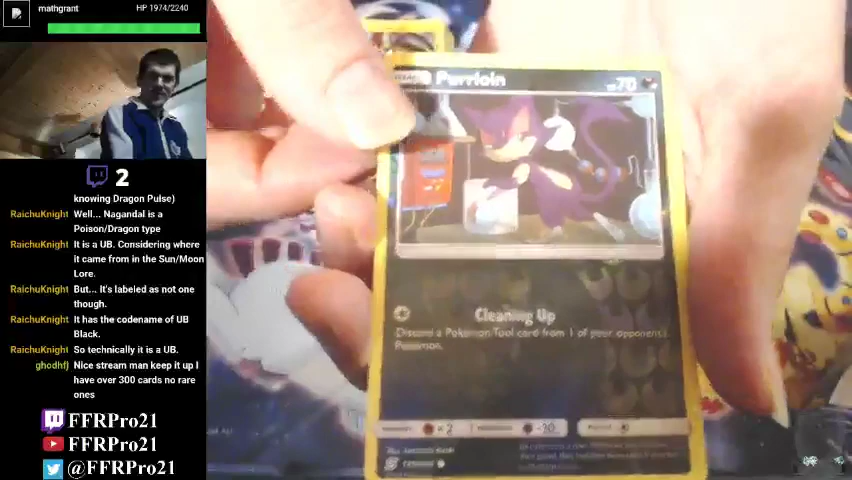 mathgrant
HP 1974/2240
2
knowing Dragon Pulse)
RaichuKnight Well... Nagandal is a
Poison/Dragon type
RaichuKnight It is a UB. Considering where
it came from in the Sun/Moon
Lore.
RaichuKnight But... It's labeled as not one
though.
RaichuKnight It has the codename of UB
Black.
RaichuKnight So technically it is a UB.
ghodhfj Nice stream man keep it up I
have over 300 cards no rare
ones
FFRPro21
FFRPro21
@FFRPro21
Purrloin
70
Cleaning Up
Discard a Pokémon Tool card from 1 of your opponent's
Pokémon.
× 2
-20